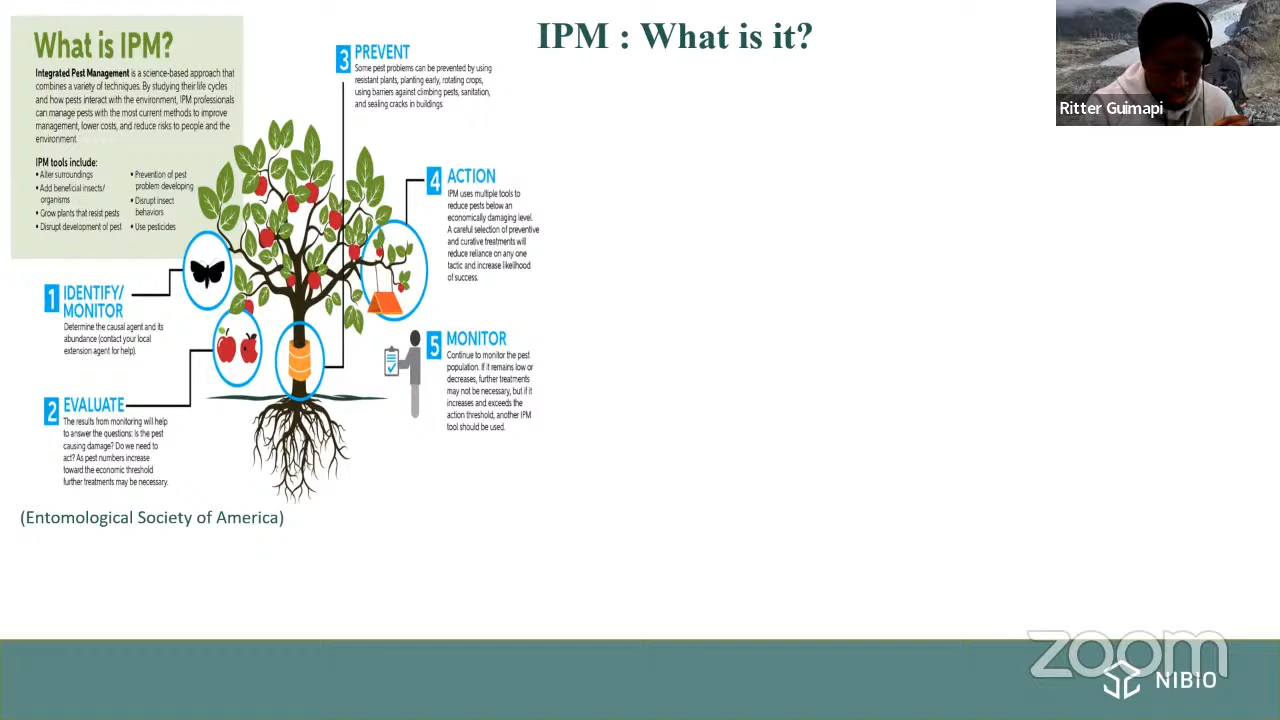 IPM : What is it?
What is IPM?
Integrated Pest Management is a science-based approach that
combines a variety of techniques. By studying their life cycles
and how pests interact with the environment, IPM professionals
can manage pests with the most current methods to improve
management, lower costs, and reduce risks to people and the
environment.
IPM tools include:
• Alter surroundings
• Add beneficial insects/
organisms
• Grow plants that resist pests
• Disrupt development of pest
• Prevention of pest
problem developing
• Disrupt insect
behaviors
• Use pesticides
1 IDENTIFY/
MONITOR
Determine the causal agent and its
abundance (contact your local
extension agent for help).
2 EVALUATE
The results from monitoring will help
to answer the questions: Is the pest
causing damage? Do we need to
act? As pest numbers increase
toward the economic threshold
further treatments may be necessary.
3 PREVENT
Some pest problems can be prevented by using
resistant plants, planting early, rotating crops,
using barriers against climbing pests, sanitation,
and sealing cracks in buildings.
4 ACTION
IPM uses multiple tools to
reduce pests below an
economically damaging level.
A careful selection of preventive
and curative treatments will
reduce reliance on any one
tactic and increase likelihood
of success.
5 MONITOR
Continue to monitor the pest
population. If it remains low or
decreases, further treatments
may not be necessary, but if it
increases and exceeds the
action threshold, another IPM
tool should be used.
(Entomological Society of America)
Ritter Guimapi
zoom
NIBIO